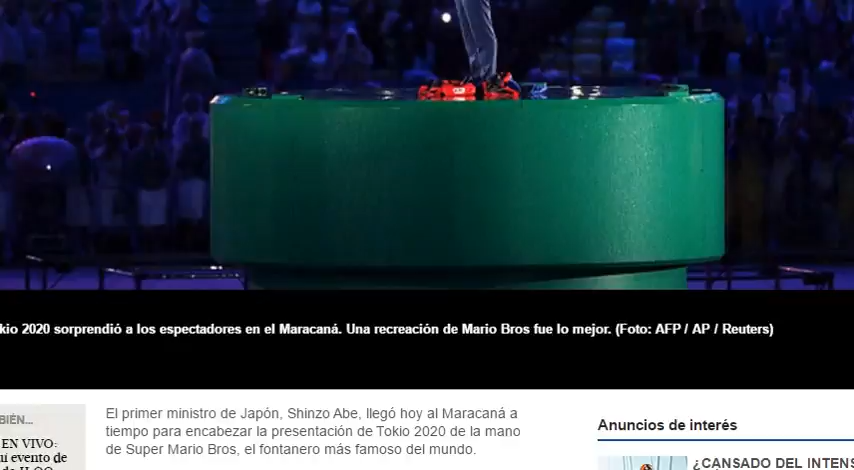 kio 2020 sorprendió a los espectadores en el Maracaná. Una recreación de Mario Bros fue lo mejor. (Foto: AFP / AP / Reuters)
BIÉN...
EN VIVO:
uí evento de
El primer ministro de Japón, Shinzo Abe, llegó hoy al Maracaná a
tiempo para encabezar la presentación de Tokio 2020 de la mano
de Super Mario Bros, el fontanero más famoso del mundo.
Anuncios de interés
¿CANSADO DEL INTENS